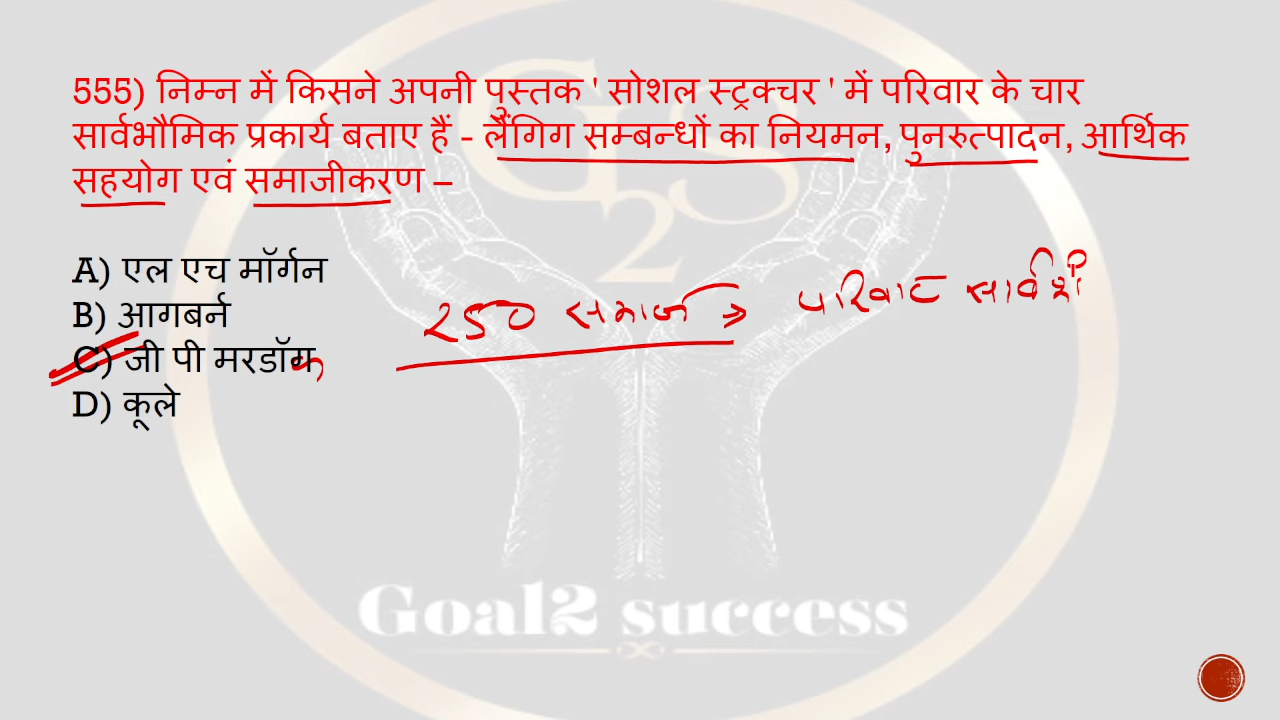 555) निम्न में किसने अपनी पुस्तक ' सोशल स्ट्रक्चर ' में परिवार के चार
सार्वभौमिक प्रकार्य बताए हैं - लैंगिग सम्बन्धों का नियमन, पुनरुत्पादन, आर्थिक
सहयोग एवं समाजीकरण –
A) एल एच मॉर्गन
B) आगबर्न
250 समाज → परिवार
C) जी पी मरडॉग
D) कूले
G2S
Goal2 success